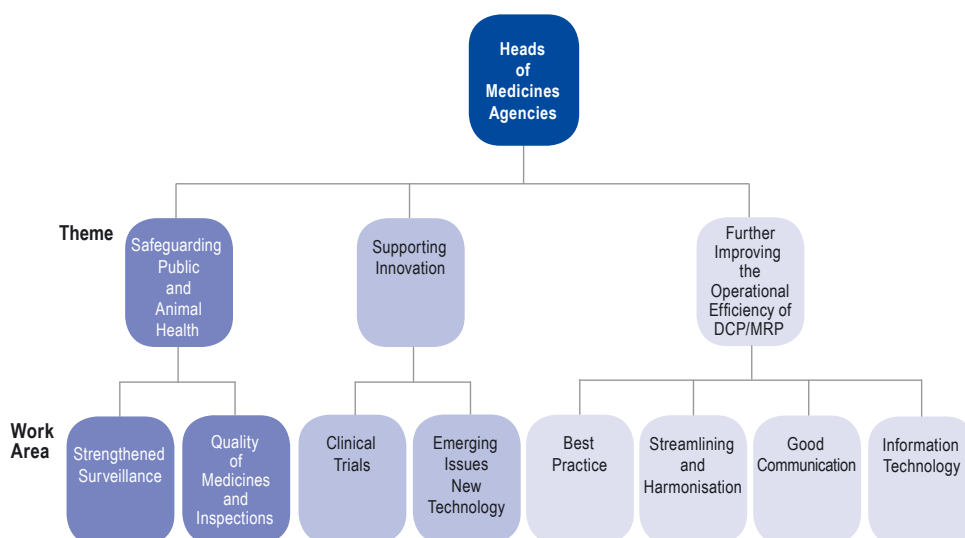 Heads
of
Medicines
Agencies
Theme
Safeguarding
Public
and
Animal
Health
Supporting
Innovation
Further
Improving
the
Operational
Efficiency of
DCP/MRP
Work
Area
Strengthened
Surveillance
Quality
of
Medicines
and
Inspections
Clinical
Trials
Emerging
Issues
New
Technology
Best
Practice
Streamlining
and
Harmonisation
Good
Communication
Information
Technology